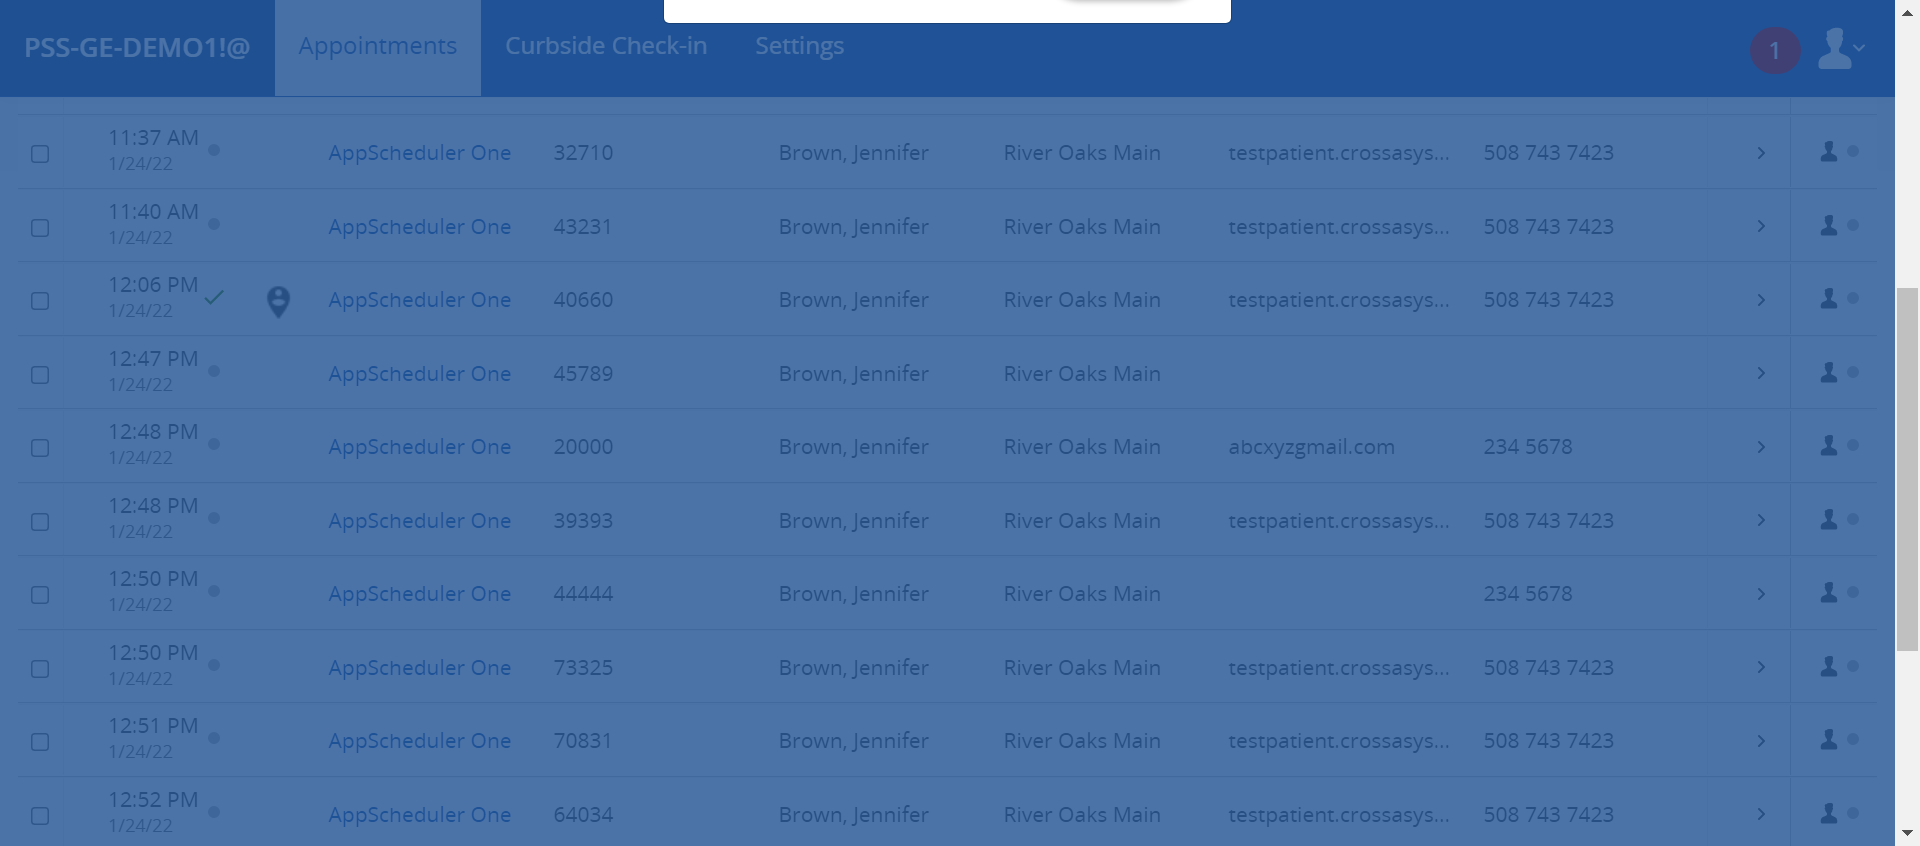 PSS-GE-DEMO1!@ Appointments Curbside Check-in Settings 1
11:37 AM 1/24/22 AppScheduler One 32710 Brown, Jennifer River Oaks Main testpatient.crossasys... 508 743 7423
11:40 AM 1/24/22 AppScheduler One 43231 Brown, Jennifer River Oaks Main testpatient.crossasys... 508 743 7423
12:06 PM 1/24/22 AppScheduler One 40660 Brown, Jennifer River Oaks Main testpatient.crossasys... 508 743 7423
12:47 PM 1/24/22 AppScheduler One 45789 Brown, Jennifer River Oaks Main
12:48 PM 1/24/22 AppScheduler One 20000 Brown, Jennifer River Oaks Main abcxyzgmail.com 234 5678
12:48 PM 1/24/22 AppScheduler One 39393 Brown, Jennifer River Oaks Main testpatient.crossasys... 508 743 7423
12:50 PM 1/24/22 AppScheduler One 44444 Brown, Jennifer River Oaks Main 234 5678
12:50 PM 1/24/22 AppScheduler One 73325 Brown, Jennifer River Oaks Main testpatient.crossasys... 508 743 7423
12:51 PM 1/24/22 AppScheduler One 70831 Brown, Jennifer River Oaks Main testpatient.crossasys... 508 743 7423
12:52 PM 1/24/22 AppScheduler One 64034 Brown, Jennifer River Oaks Main testpatient.crossasys... 508 743 7423